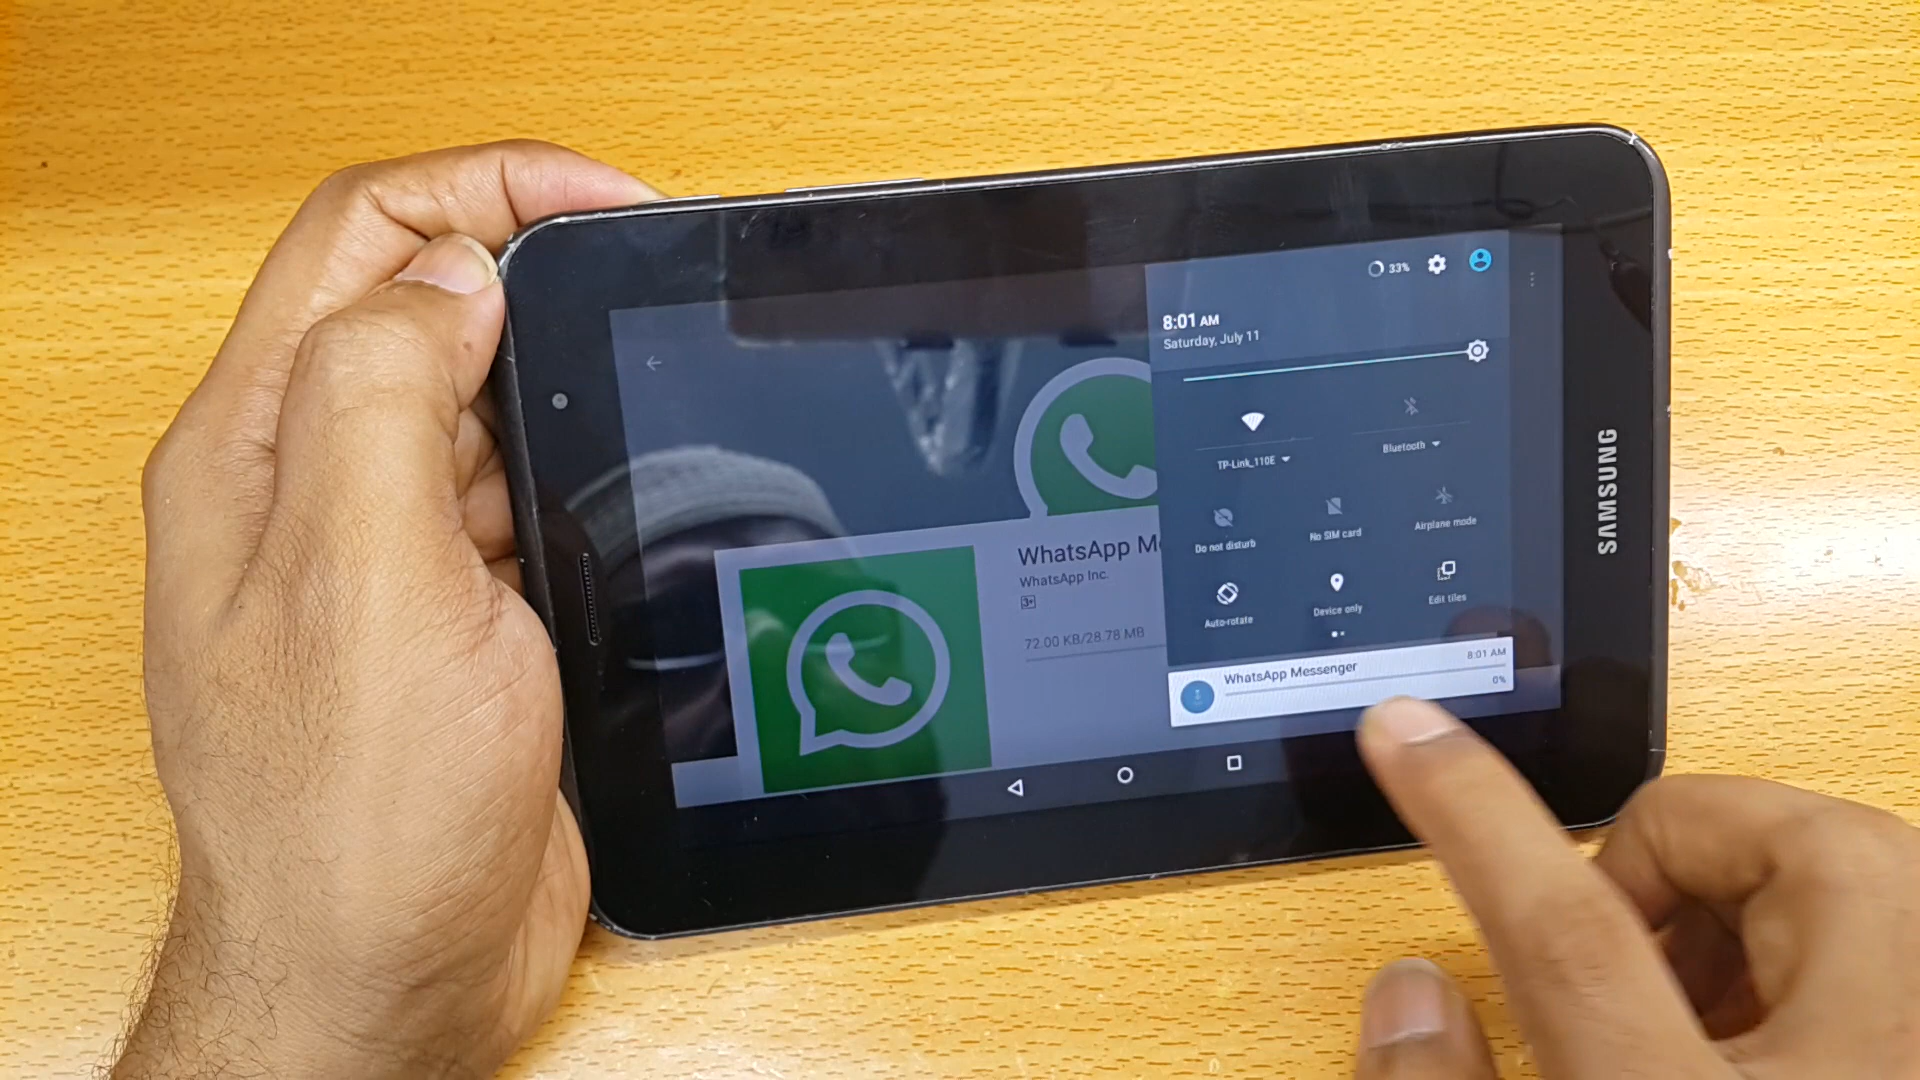 33%
8:01 AM
Saturday, July 11
TP-Link_110E
Bluetooth
Do not disturb
No SIM card
Airplane mode
Auto-rotate
Device only
Edit tiles
WhatsApp Messenger
8:01 AM
0%
WhatsApp Me
WhatsApp Inc.
3+
72.00 KB/28.78 MB
SAMSUNG